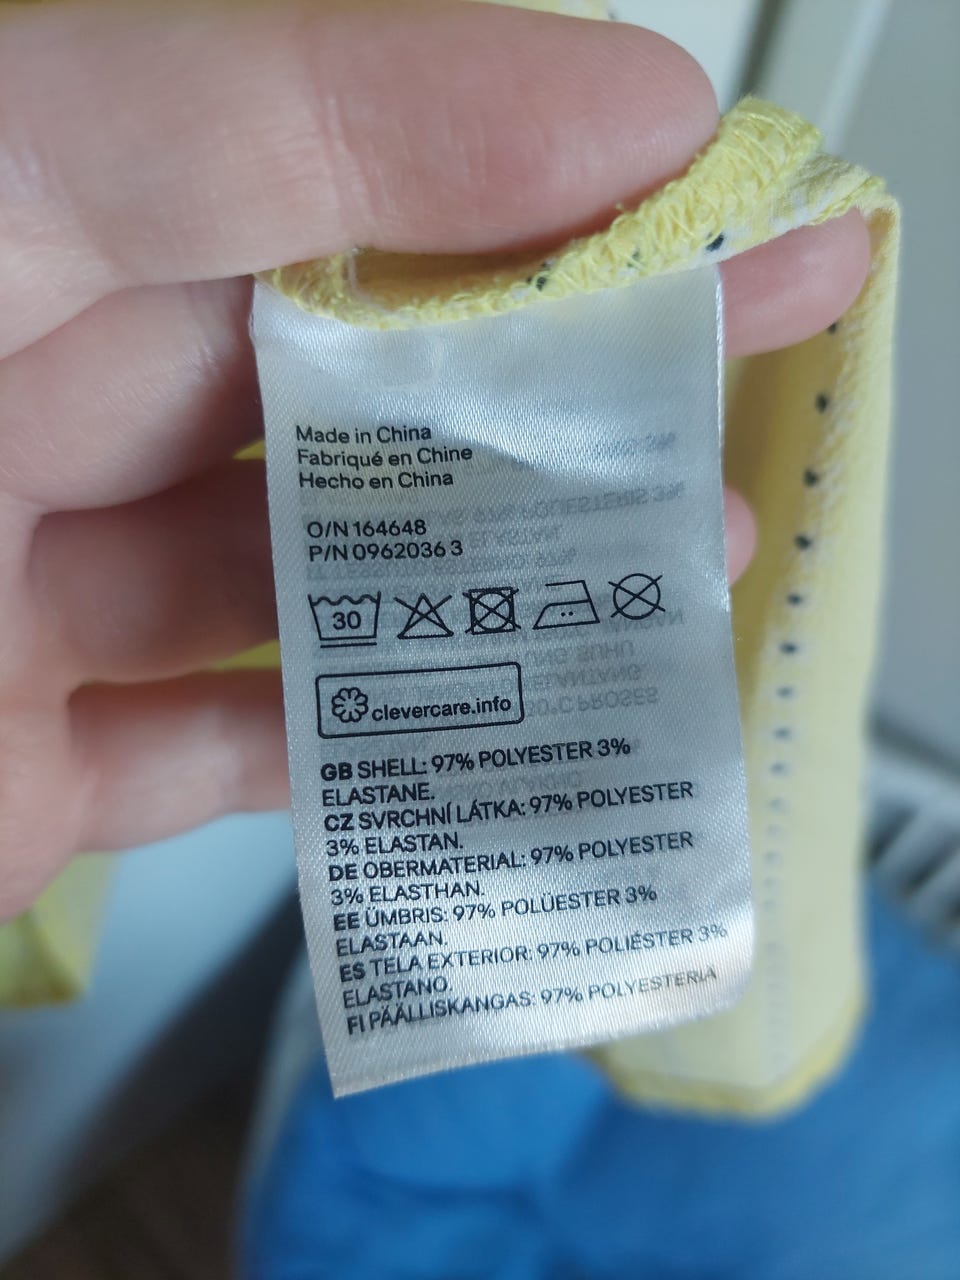 Made in China
Fabriqué en Chine
Hecho en China
O/N 164648
P/N 09620363
30
clevercare.info
GB SHELL: 97% POLYESTER 3%
ELASTANE.
CZ SVRCHNÍ LÁTKA: 97% POLYESTER
3% ELASTAN.
DE OBERMATERIAL: 97% POLYESTER
3% ELASTHAN.
EE ÜMBRIS: 97% POLÜESTER 3%
ELASTAAN.
ES TELA EXTERIOR: 97% POLIÉSTER 3%
ELASTANO.
FI PÄÄLLISKANGAS: 97% POLYESTERIA